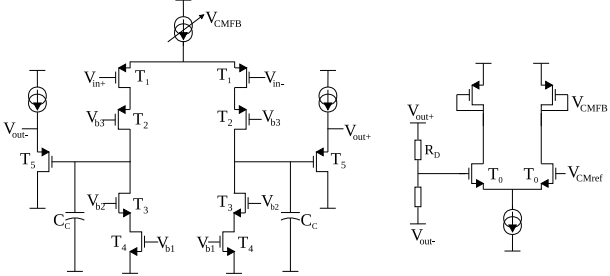 V_CMFB
V_in+ T_1 T_1 V_in-
V_b3 T_2 T_2 V_b3
V_out- V_out+
T_5 T_5
V_b2 T_3 T_3 V_b2
C_C C_C
T_4 V_b1 V_b1 T_4
V_out+ V_CMFB
R_D
T_0 T_0 V_CMref
V_out-